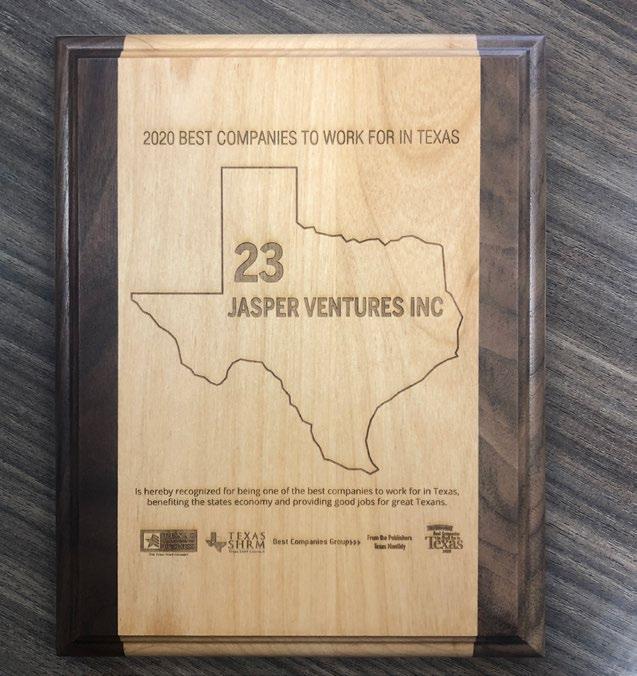 2020 BEST COMPANIES TO WORK FOR IN TEXAS
23
JASPER VENTURES INC
Is hereby recognized for being one of the best companies to work for in Texas,
benefiting the states economy and providing good jobs for great Texans.
TEXAS
SHRM
Best Companies Group>>>
From the Publishers
Texas Monthly
Texas